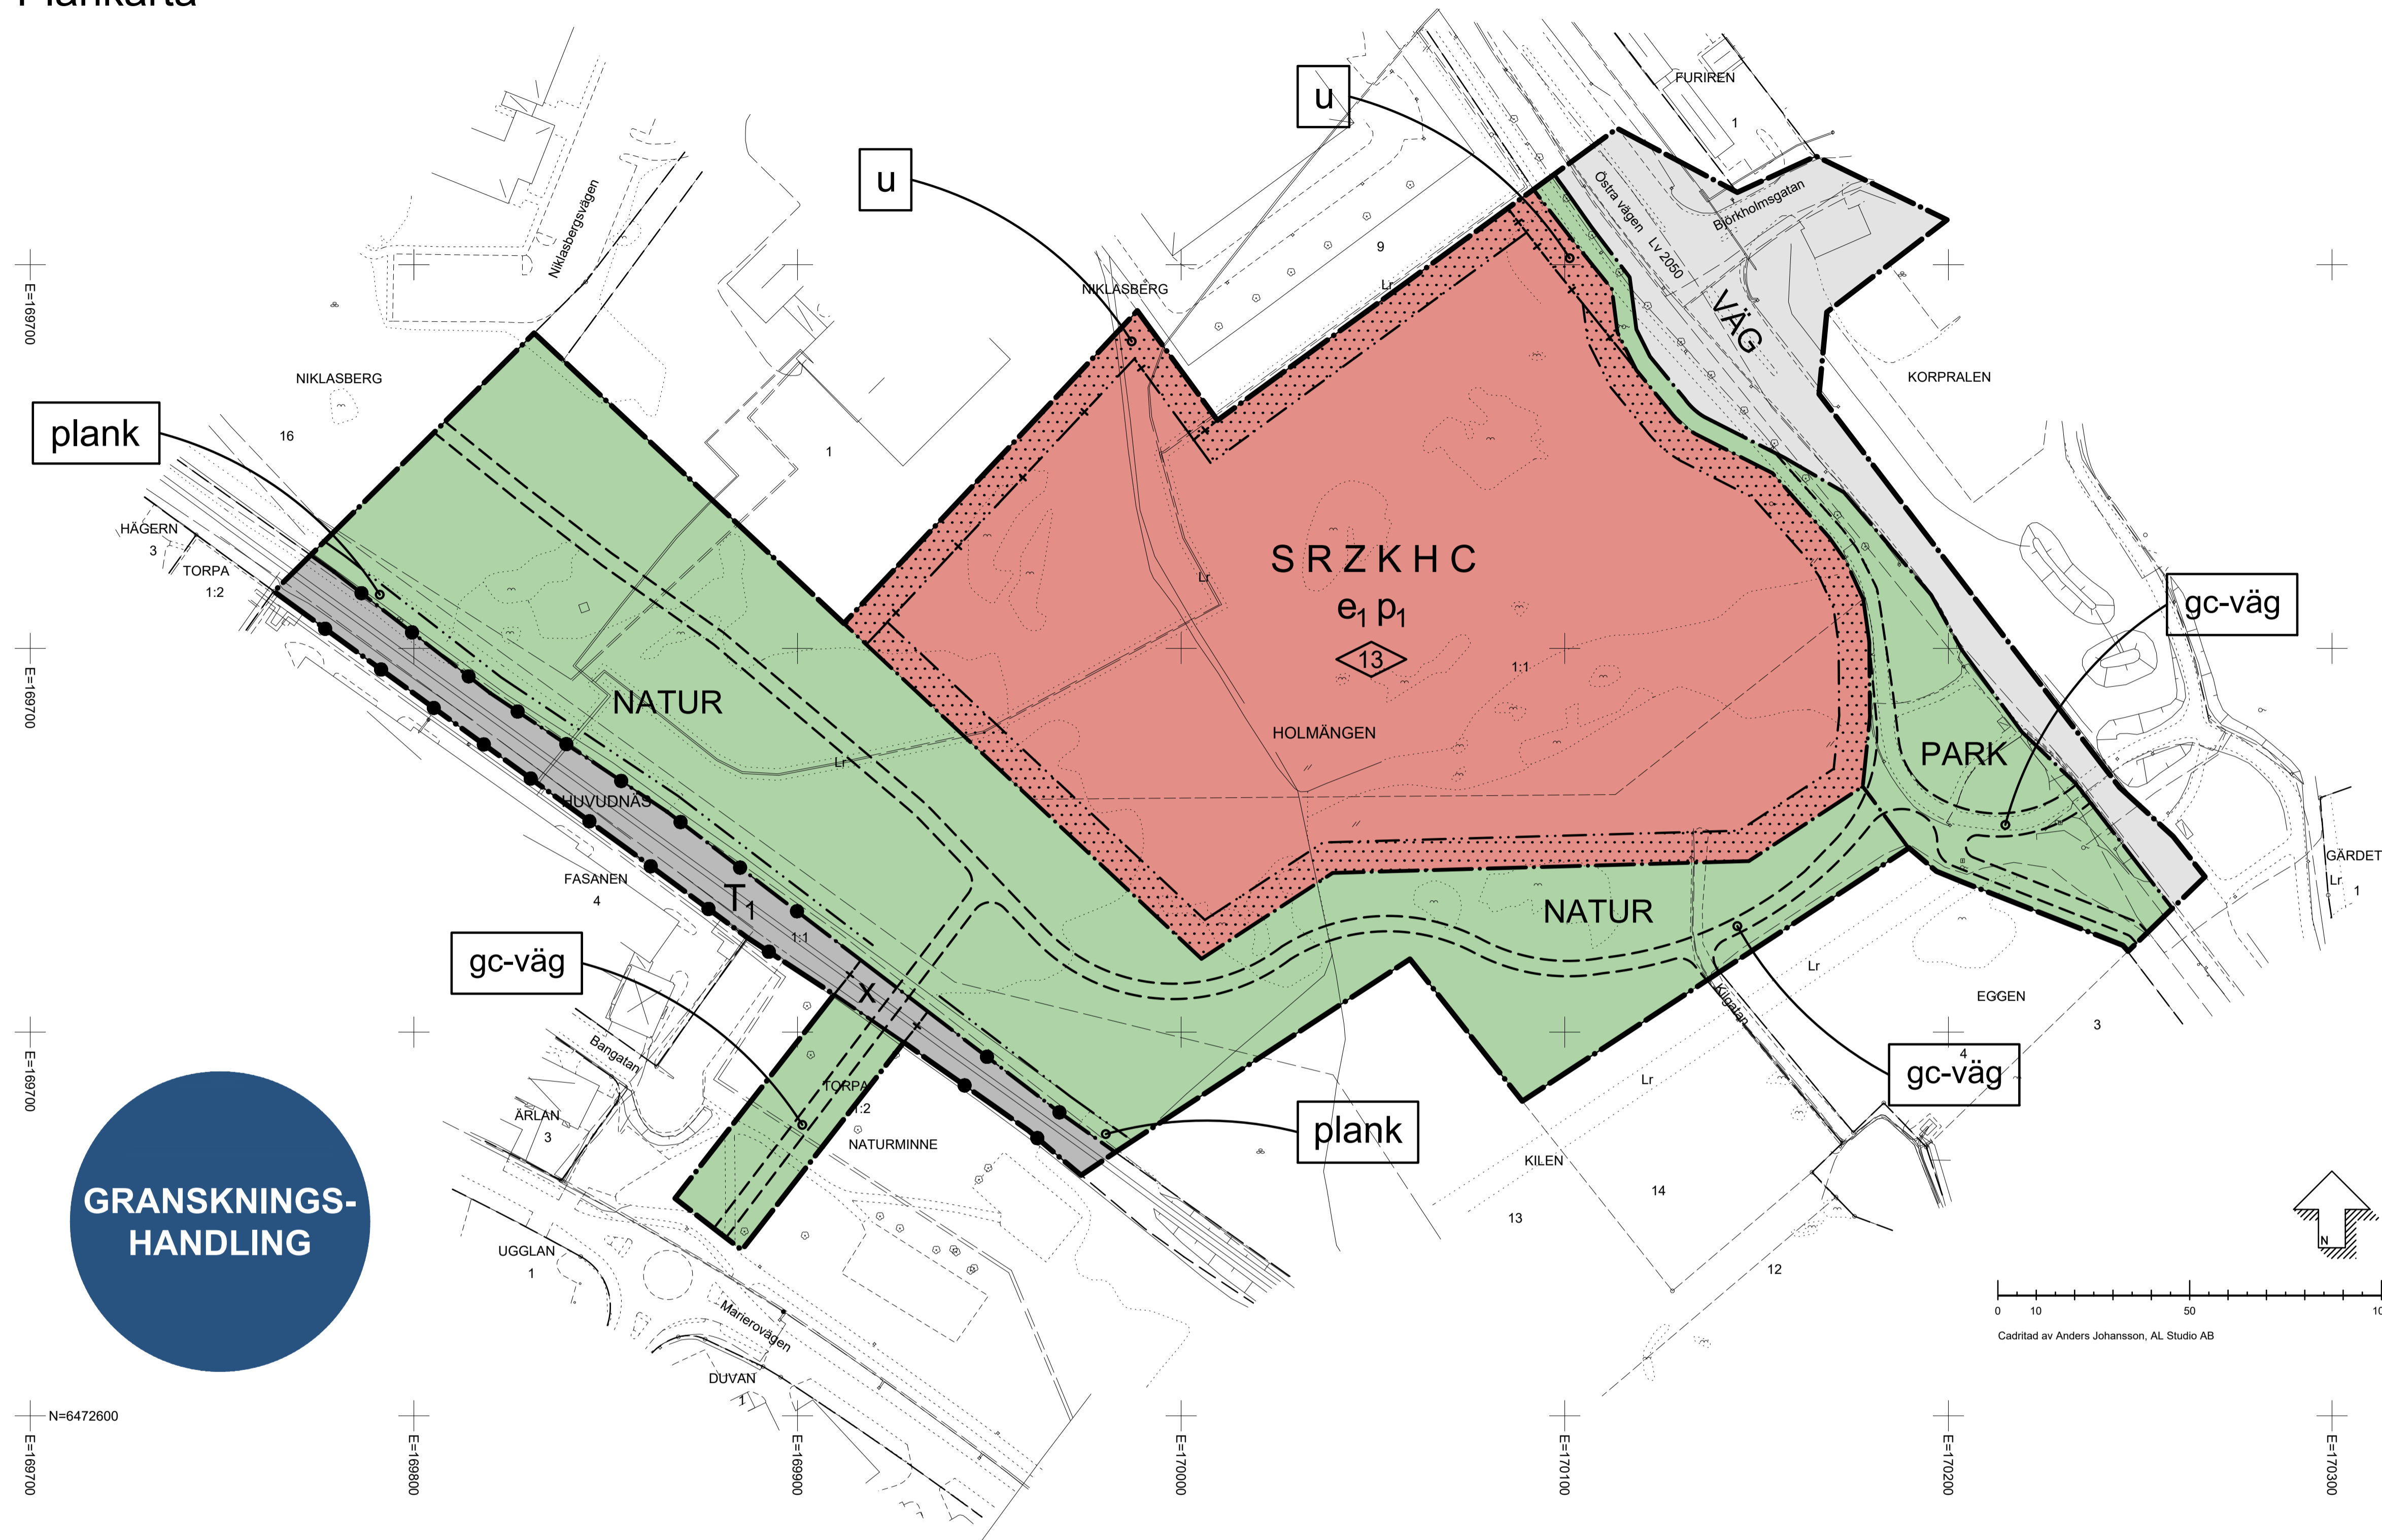 Plankarta
FURIREN
1
u
u
Östra vägen
Lv 2050
Björkholmsgatan
Niklasbergsvägen
9
Lr
NIKLASBERG
VÄG
E=169700
NIKLASBERG
KORPRALEN
16
plank
1
HÄGERN
3
TORPA
1:2
S R Z K H C
e1 p1
13
1:1
Lr
gc-väg
E=169700
NATUR
HOLMÄNGEN
PARK
Lr
HUVUDNÄS
FASANEN
4
T1
1:1
NATUR
GÄRDET
Lr
1
gc-väg
x
Lr
Kilgatan
EGGEN
3
4
Bangatan
gc-väg
E=169700
TORPA
1:2
Lr
ÄRLAN
3
NATURMINNE
plank
KILEN
14
13
GRANSKNINGS-
HANDLING
UGGLAN
1
12
N
Marierovägen
0
10
50
10
Cadritad av Anders Johansson, AL Studio AB
DUVAN
1
N=6472600
E=169700
E=169800
E=169900
E=170000
E=170100
E=170200
E=170300